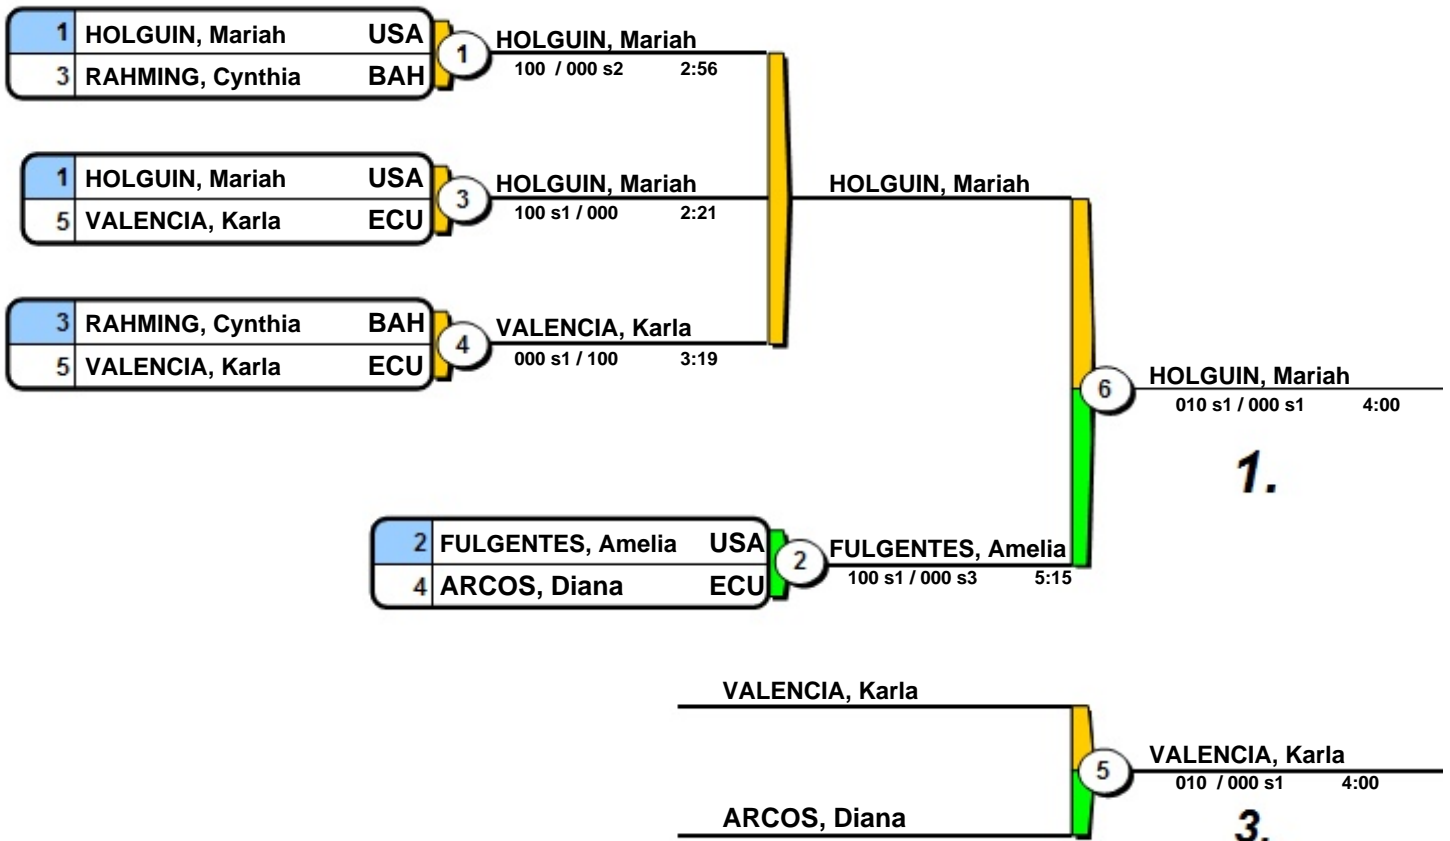 1 HOLGUIN, Mariah USA
3 RAHMING, Cynthia BAH
1
HOLGUIN, Mariah
100 / 000 s2 2:56
1 HOLGUIN, Mariah USA
5 VALENCIA, Karla ECU
3
HOLGUIN, Mariah
100 s1 / 000 2:21
HOLGUIN, Mariah
3 RAHMING, Cynthia BAH
5 VALENCIA, Karla ECU
4
VALENCIA, Karla
000 s1 / 100 3:19
6
HOLGUIN, Mariah
010 s1 / 000 s1 4:00
1.
2 FULGENTES, Amelia USA
4 ARCOS, Diana ECU
2
FULGENTES, Amelia
100 s1 / 000 s3 5:15
VALENCIA, Karla
ARCOS, Diana
5
VALENCIA, Karla
010 / 000 s1 4:00
3.